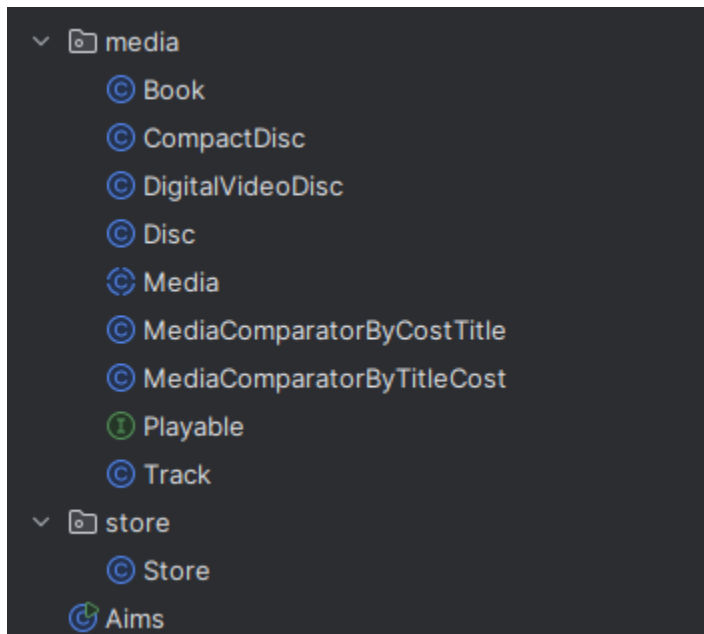 media
Book
CompactDisc
DigitalVideoDisc
Disc
Media
MediaComparatorByCostTitle
MediaComparatorByTitleCost
Playable
Track
store
Store
Aims